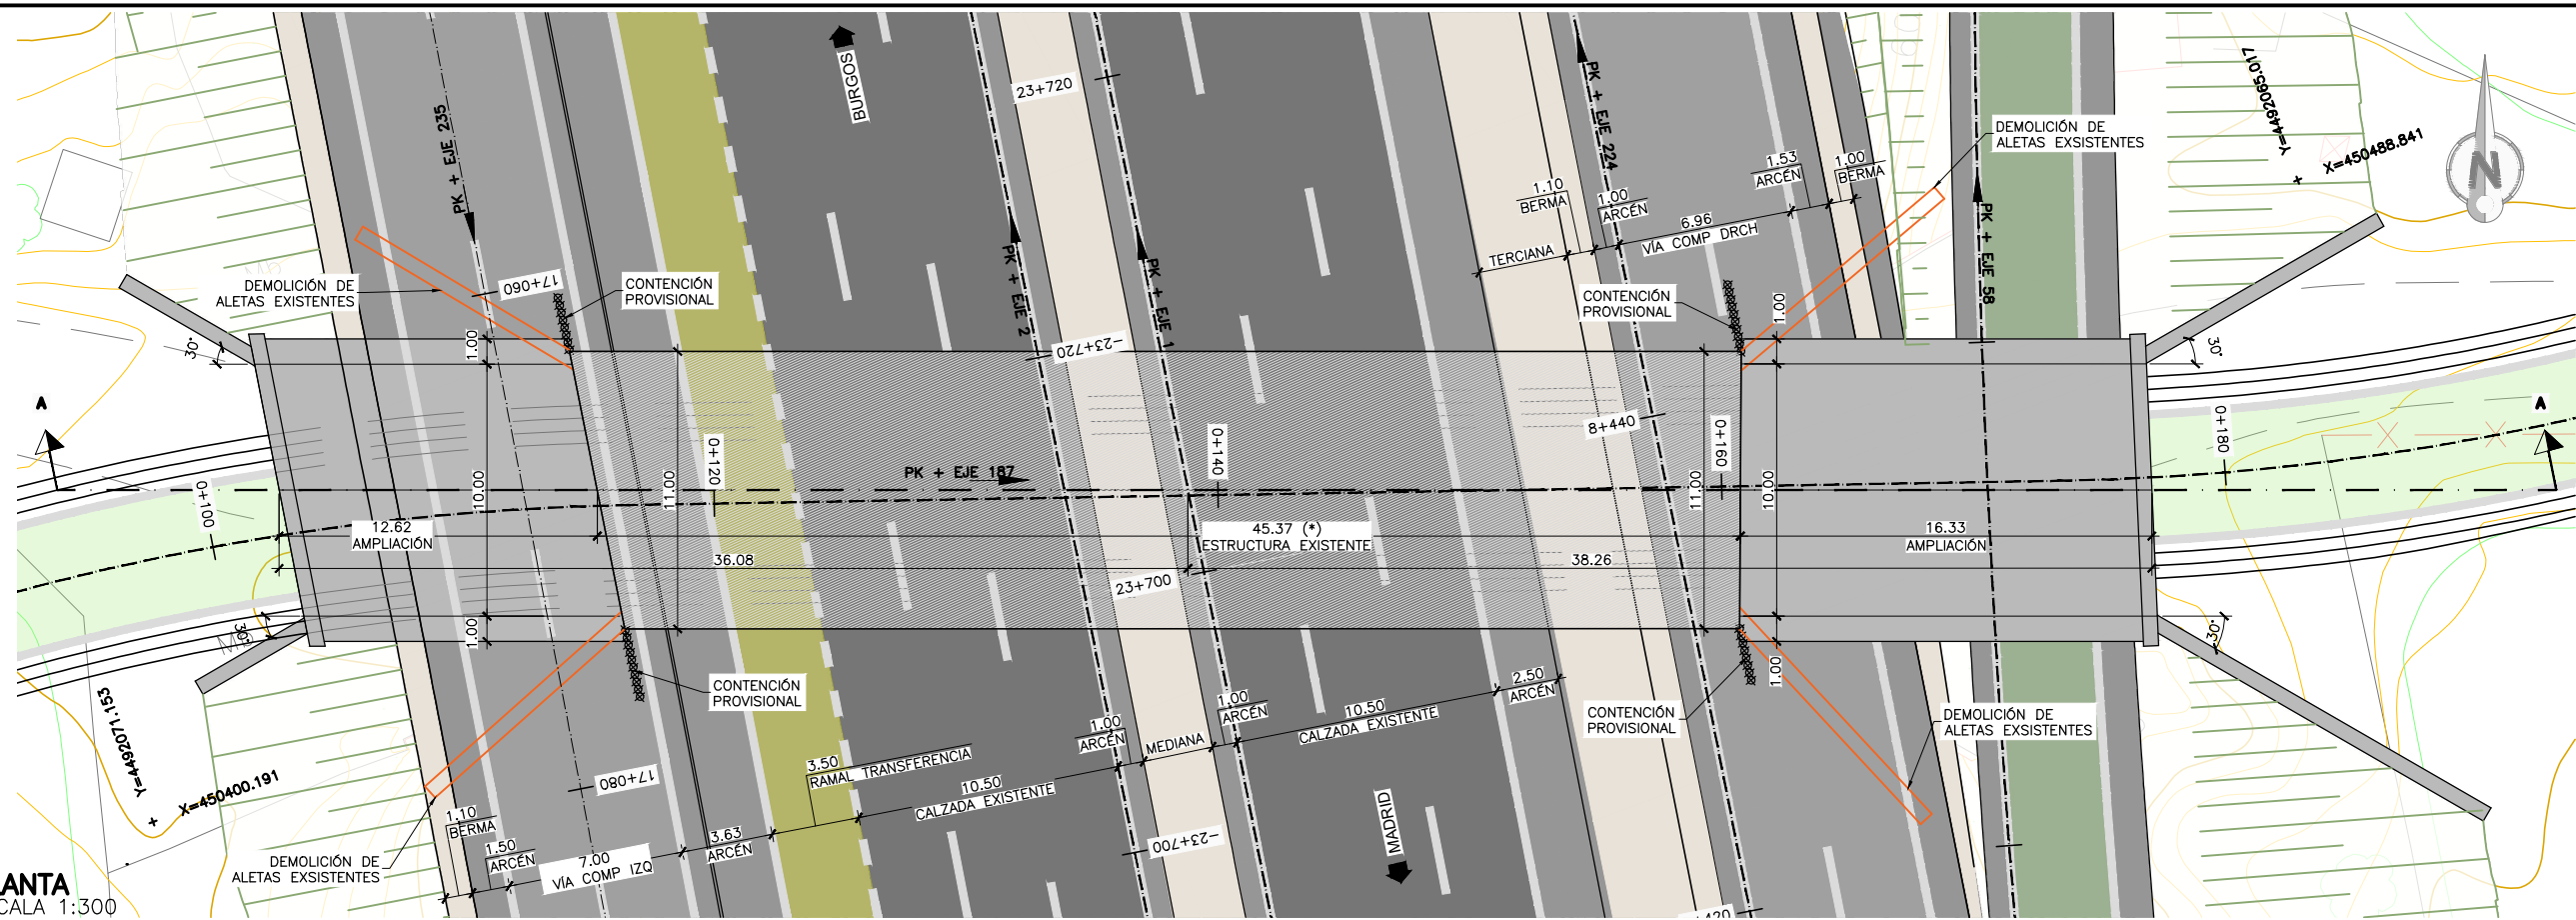 BURGOS
23+720
PK + EJE 235
PK + EJE 224
1.53
ARCÉN
1.00
BERMA
1.10
BERMA
1.00
ARCÉN
6.96
VÍA COMP DRCH
TERCIANA
DEMOLICIÓN DE
ALETAS EXSISTENTES
Y=4492065.017
X=450488.841
+
N
PK + EJE 58
DEMOLICIÓN DE
ALETAS EXISTENTES
17+060
CONTENCIÓN
PROVISIONAL
PK + EJE 2
PK + EJE 1
CONTENCIÓN
PROVISIONAL
1.00
1.00
30°
30°
-23+720
A
A
0+100
10.00
11.00
0+120
PK + EJE 187
0+140
8+440
0+160
11.00
10.00
0+180
12.62
AMPLIACIÓN
45.37 (*)
ESTRUCTURA EXISTENTE
16.33
AMPLIACIÓN
36.08
38.26
23+700
30°
1.00
30°
1.00
CONTENCIÓN
PROVISIONAL
CONTENCIÓN
PROVISIONAL
DEMOLICIÓN DE
ALETAS EXSISTENTES
Y=4492071.153
X=450400.191
+
17+080
1.10
BERMA
1.50
ARCÉN
7.00
VÍA COMP IZQ
3.63
ARCÉN
3.50
RAMAL TRANSFERENCIA
10.50
CALZADA EXISTENTE
1.00
ARCÉN
MEDIANA
1.00
ARCÉN
10.50
CALZADA EXISTENTE
2.50
ARCÉN
-23+700
MADRID
DEMOLICIÓN DE
ALETAS EXSISTENTES
ANTA
CALA 1:300